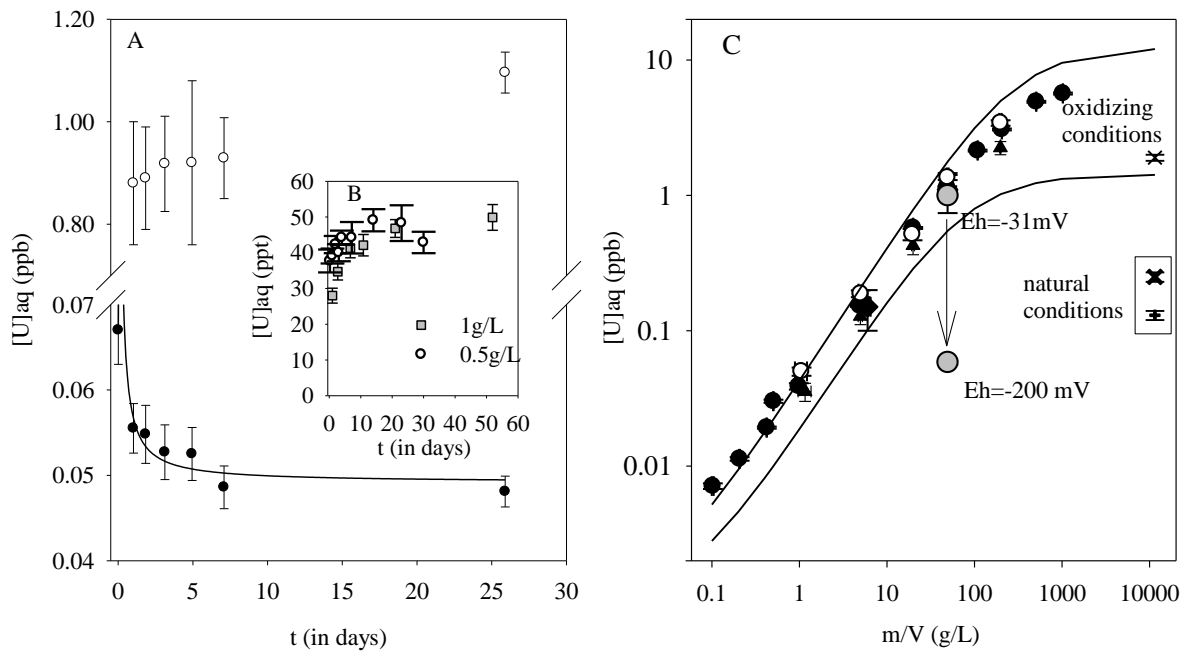 A
[U]aq (ppb)
1.20
1.00
0.80
0.07
0.06
0.05
0.04
0 5 10 15 20 25 30
t (in days)
B
[U]aq (ppt)
60
50
40
30
20
10
0
1g/L
0.5g/L
0 10 20 30 40 50 60
t (in days)
C
[U]aq (ppb)
10
1
0.1
0.01
oxidizing
conditions
Eh=-31mV
natural
conditions
Eh=-200 mV
0.1 1 10 100 1000 10000
m/V (g/L)